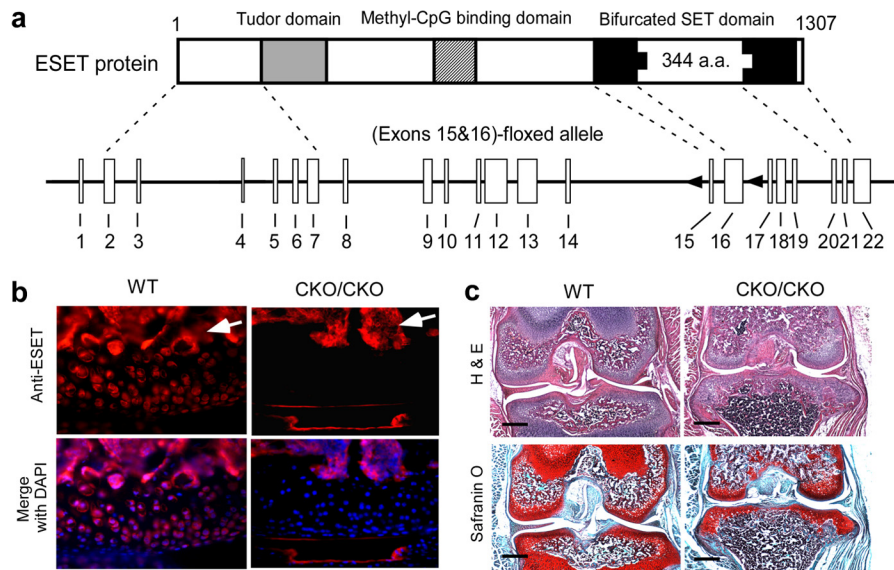 a
1 Tudor domain Methyl-CpG binding domain Bifurcated SET domain 1307
ESET protein 344 a.a.
(Exons 15&16)-floxed allele
1 2 3 4 5 6 7 8 9 10 11 12 13 14 15 16 17 18 19 20 21 22
b
WT CKO/CKO
Anti-ESET
Merge
with DAPI
c
WT CKO/CKO
H & E
Safranin O